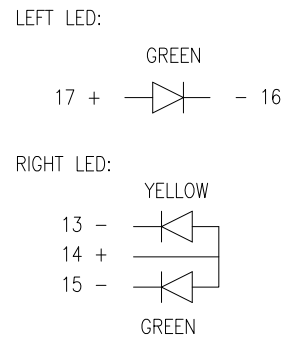 LEFT LED:
GREEN
17 + - 16
RIGHT LED:
YELLOW
13 -
14 +
15 -
GREEN